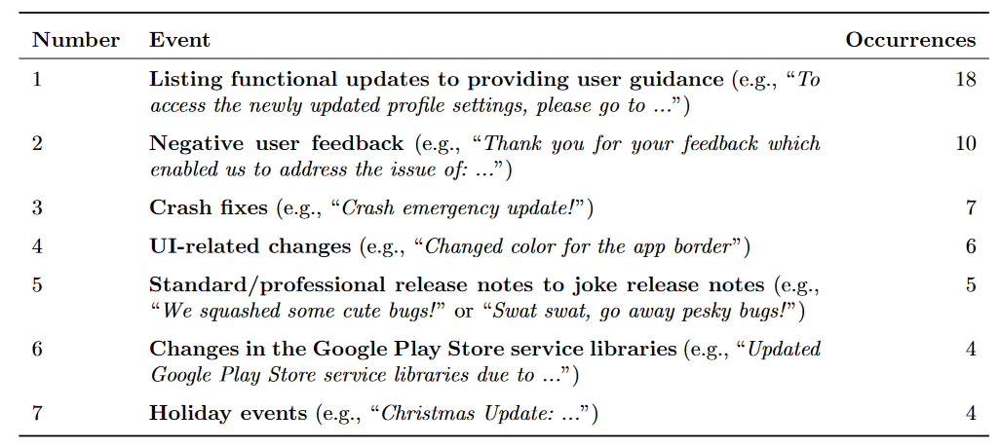 Number Event Occurrences
1 Listing functional updates to providing user guidance (e.g., “To 18
access the newly updated profile settings, please go to ...”)
2 Negative user feedback (e.g., “Thank you for your feedback which 10
enabled us to address the issue of: ...”)
3 Crash fixes (e.g., “Crash emergency update!”) 7
4 UI-related changes (e.g., “Changed color for the app border”) 6
5 Standard/professional release notes to joke release notes (e.g., 5
“We squashed some cute bugs!” or “Swat swat, go away pesky bugs!”)
6 Changes in the Google Play Store service libraries (e.g., “Updated 4
Google Play Store service libraries due to ...”)
7 Holiday events (e.g., “Christmas Update: ...”) 4